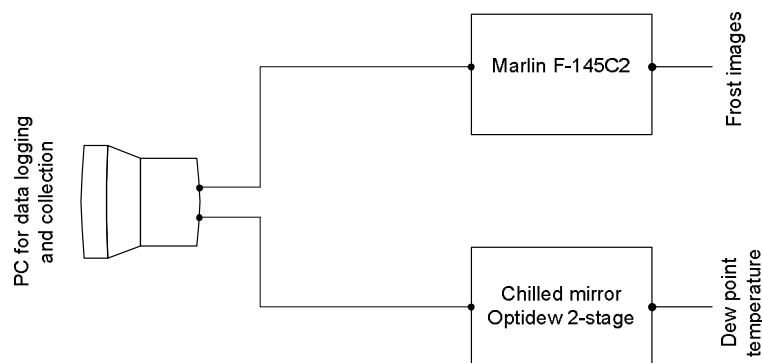 PC for data logging
and collection
Marlin F-145C2
Frost images
Chilled mirror
Optidew 2-stage
Dew point
temperature